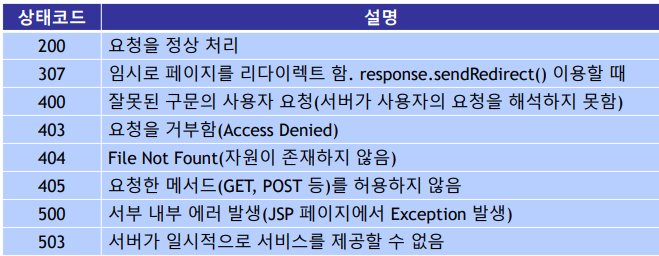 상태코드 설명
200 요청을 정상 처리
307 임시로 페이지를 리다이렉트 함. response.sendRedirect() 이용할 때
400 잘못된 구문의 사용자 요청(서버가 사용자의 요청을 해석하지 못함)
403 요청을 거부함(Access Denied)
404 File Not Fount(자원이 존재하지 않음)
405 요청한 메서드(GET, POST 등)를 허용하지 않음
500 서부 내부 에러 발생(JSP 페이지에서 Exception 발생)
503 서버가 일시적으로 서비스를 제공할 수 없음